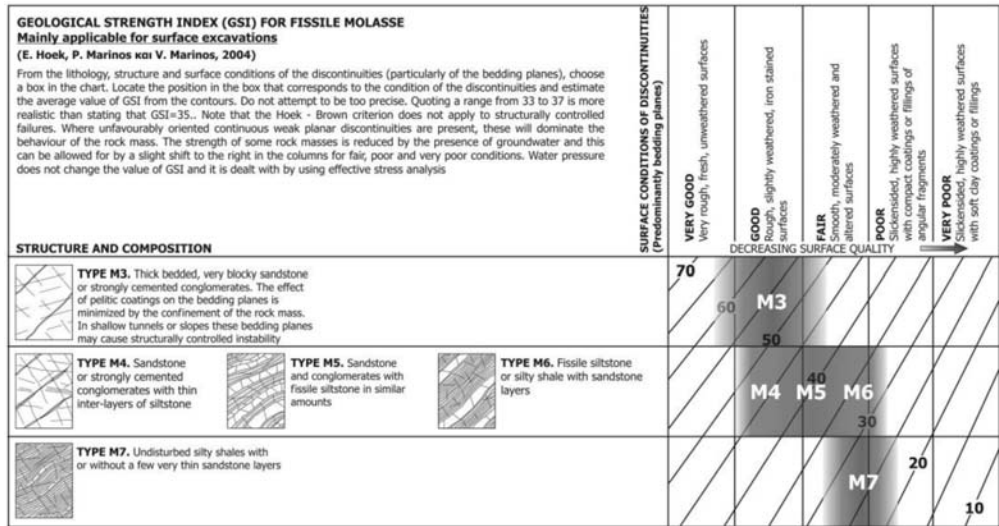 GEOLOGICAL STRENGTH INDEX (GSI) FOR FISSILE MOLASSE
Mainly applicable for surface excavations
(E. Hoek, P. Marinos και V. Marinos, 2004)
From the lithology, structure and surface conditions of the discontinuities (particularly of the bedding planes), choose
a box in the chart. Locate the position in the box that corresponds to the condition of the discontinuities and estimate
the average value of GSI from the contours. Do not attempt to be too precise. Quoting a range from 33 to 37 is more
realistic than stating that GSI=35.. Note that the Hoek - Brown criterion does not apply to structurally controlled
failures. Where unfavourably oriented continuous weak planar discontinuities are present, these will dominate the
behaviour of the rock mass. The strength of some rock masses is reduced by the presence of groundwater and this
can be allowed for by a slight shift to the right in the columns for fair, poor and very poor conditions. Water pressure
does not change the value of GSI and it is dealt with by using effective stress analysis
STRUCTURE AND COMPOSITION
SURFACE CONDITIONS OF DISCONTINUITIES
(Predominantly bedding planes)
VERY GOOD
Very rough, fresh, unweathered surfaces
GOOD
Rough, slightly weathered, iron stained
surfaces
FAIR
Smooth, moderately weathered and
altered surfaces
POOR
Slickensided, highly weathered surfaces
with compact coatings or fillings of
angular fragments
VERY POOR
Slickensided, highly weathered surfaces
with soft clay coatings or fillings
DECREASING SURFACE QUALITY
TYPE M3. Thick bedded, very blocky sandstone
or strongly cemented conglomerates. The effect
of pelitic coatings on the bedding planes is
minimized by the confinement of the rock mass.
In shallow tunnels or slopes these bedding planes
may cause structurally controlled instability
70
60
M3
50
TYPE M4. Sandstone
or strongly cemented
conglomerates with thin
inter-layers of siltstone
TYPE M5. Sandstone
and conglomerates with
fissile siltstone in similar
amounts
TYPE M6. Fissile siltstone
or silty shale with sandstone
layers
40
M4 M5 M6
30
TYPE M7. Undisturbed silty shales with
or without a few very thin sandstone layers
20
M7
10